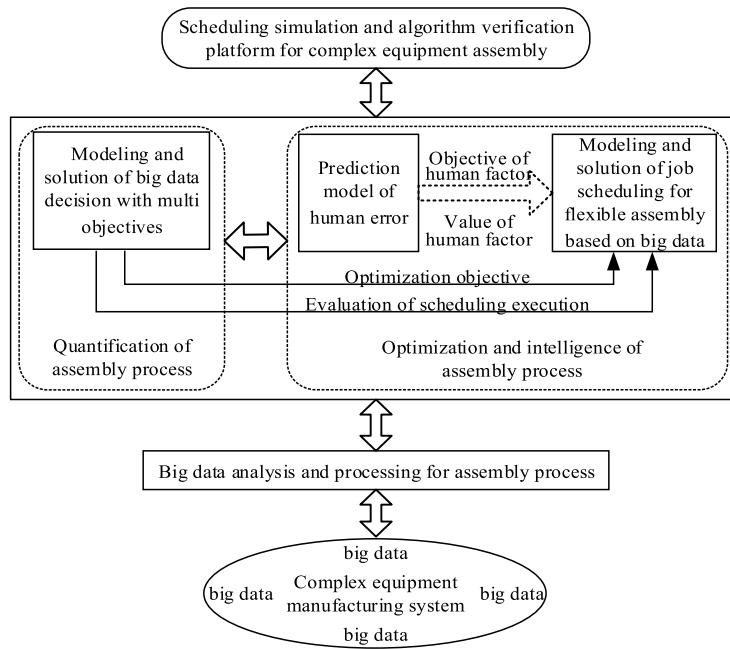 Scheduling simulation and algorithm verification
platform for complex equipment assembly
Modeling and
solution of big data
decision with multi
objectives
Prediction
model of
human error
Objective of
human factor
Value of
human factor
Modeling and
solution of job
scheduling for
flexible assembly
based on big data
Optimization objective
Evaluation of scheduling execution
Quantification of
assembly process
Optimization and intelligence of
assembly process
Big data analysis and processing for assembly process
big data
big data
Complex equipment
manufacturing system
big data
big data